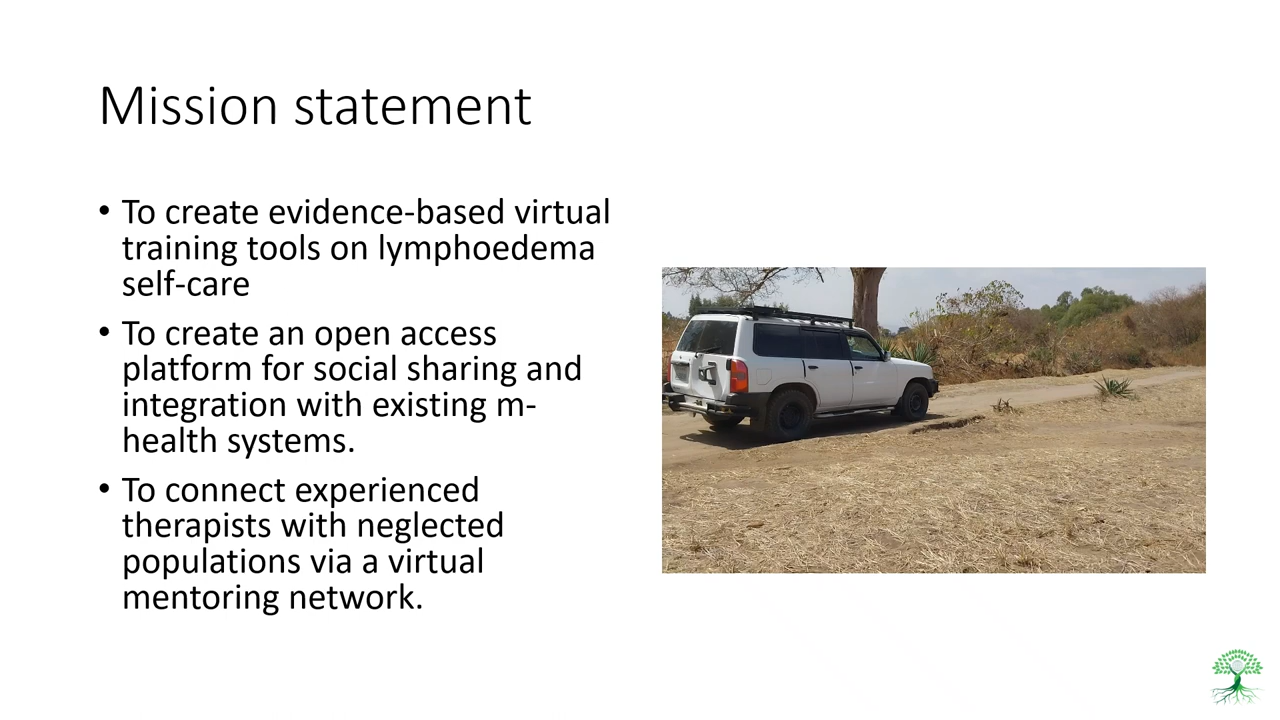 Mission statement
• To create evidence-based virtual
training tools on lymphoedema
self-care
• To create an open access
platform for social sharing and
integration with existing m-
health systems.
• To connect experienced
therapists with neglected
populations via a virtual
mentoring network.